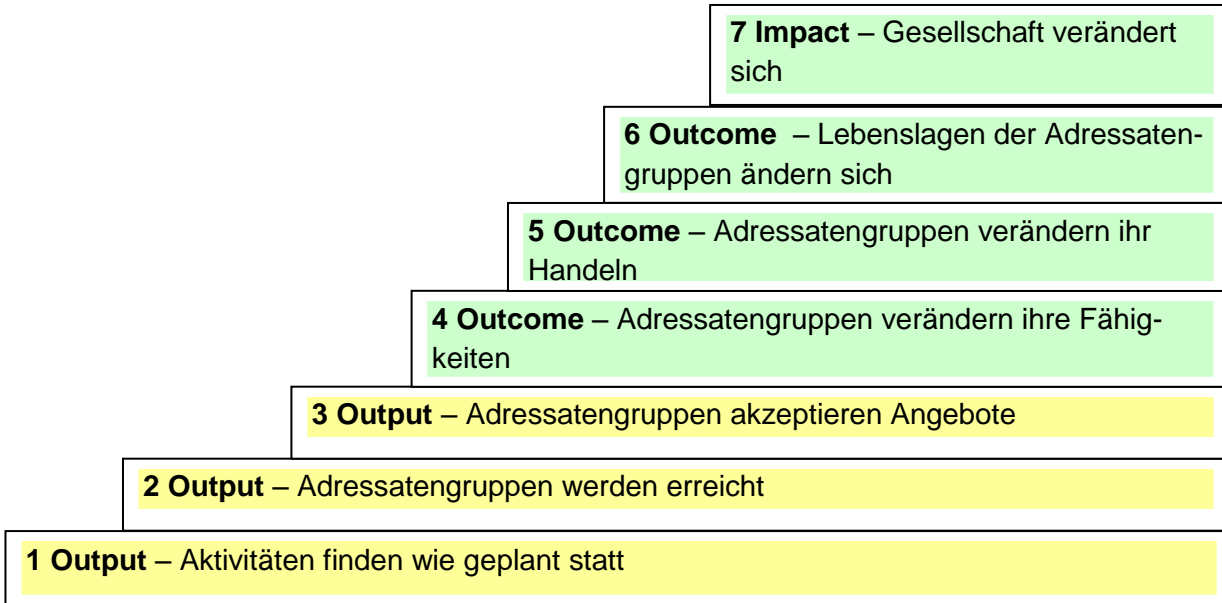 7 Impact – Gesellschaft verändert
sich
6 Outcome – Lebenslagen der Adressaten-
gruppen ändern sich
5 Outcome – Adressatengruppen verändern ihr
Handeln
4 Outcome – Adressatengruppen verändern ihre Fähig-
keiten
3 Output – Adressatengruppen akzeptieren Angebote
2 Output – Adressatengruppen werden erreicht
1 Output – Aktivitäten finden wie geplant statt